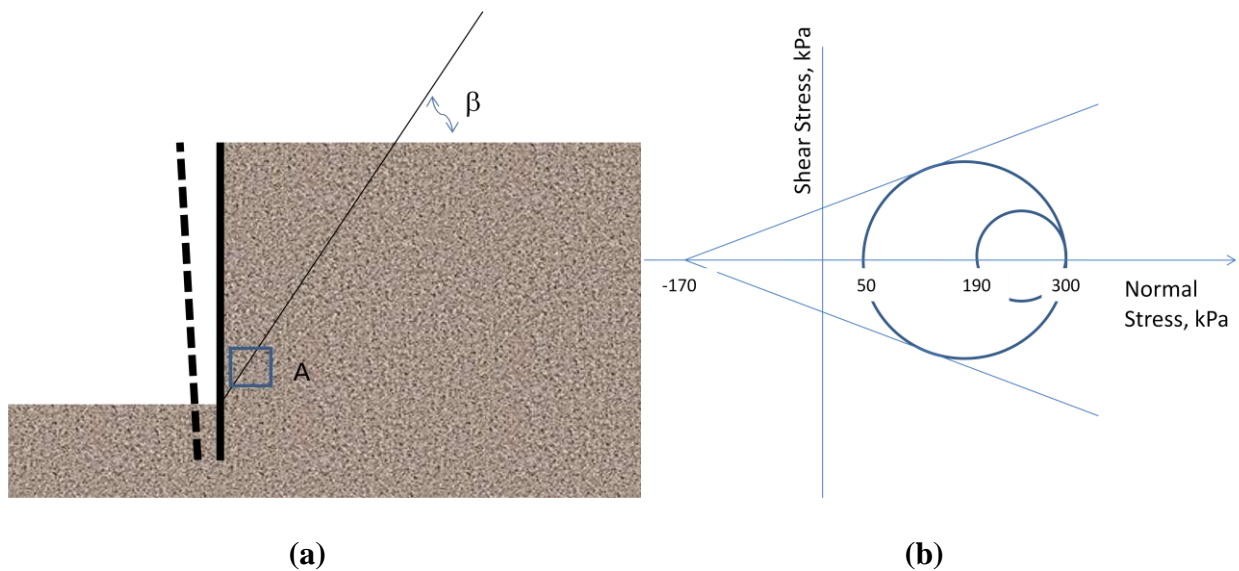 β
A
(a)
Shear Stress, kPa
-170
50
190
300
Normal
Stress, kPa
(b)